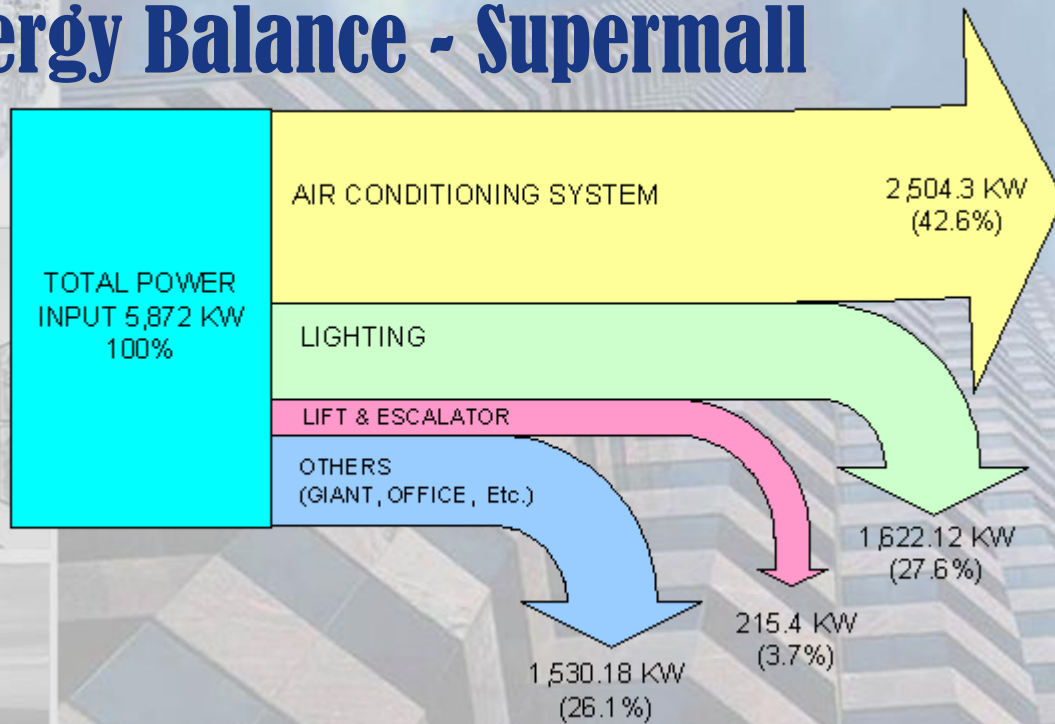 ergy Balance - Supermall
TOTAL POWER
INPUT 5,872 KW
100%
AIR CONDITIONING SYSTEM
2,504.3 KW
(42.6%)
LIGHTING
LIFT & ESCALATOR
OTHERS
(GIANT, OFFICE, Etc.)
1,622.12 KW
(27.6%)
215.4 KW
(3.7%)
1,530.18 KW
(26.1%)